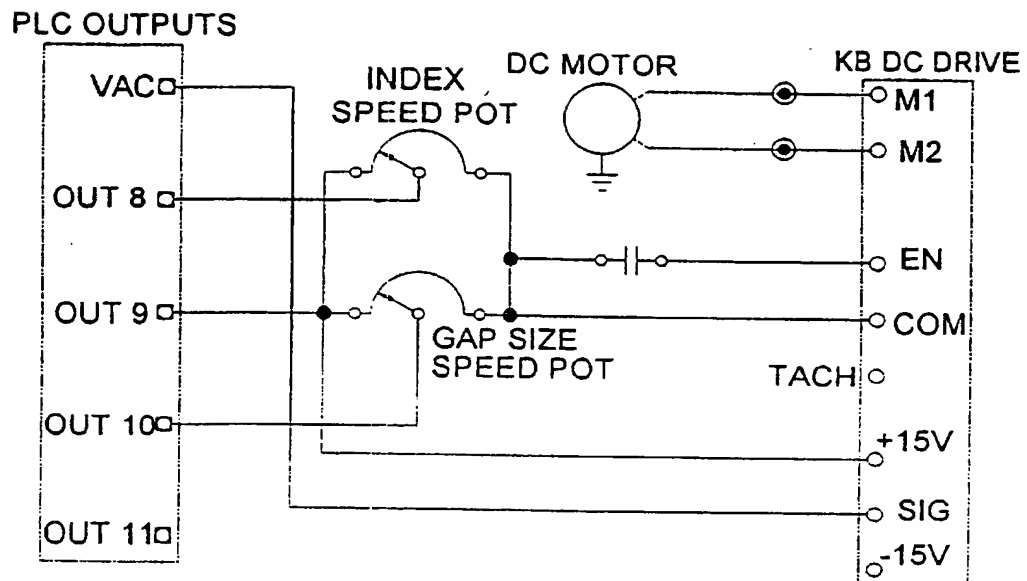 PLC OUTPUTS
VAC
OUT 8
OUT 9
OUT 10
OUT 11
INDEX
SPEED POT
GAP SIZE
SPEED POT
DC MOTOR
KB DC DRIVE
M1
M2
EN
COM
TACH
+15V
SIG
-15V